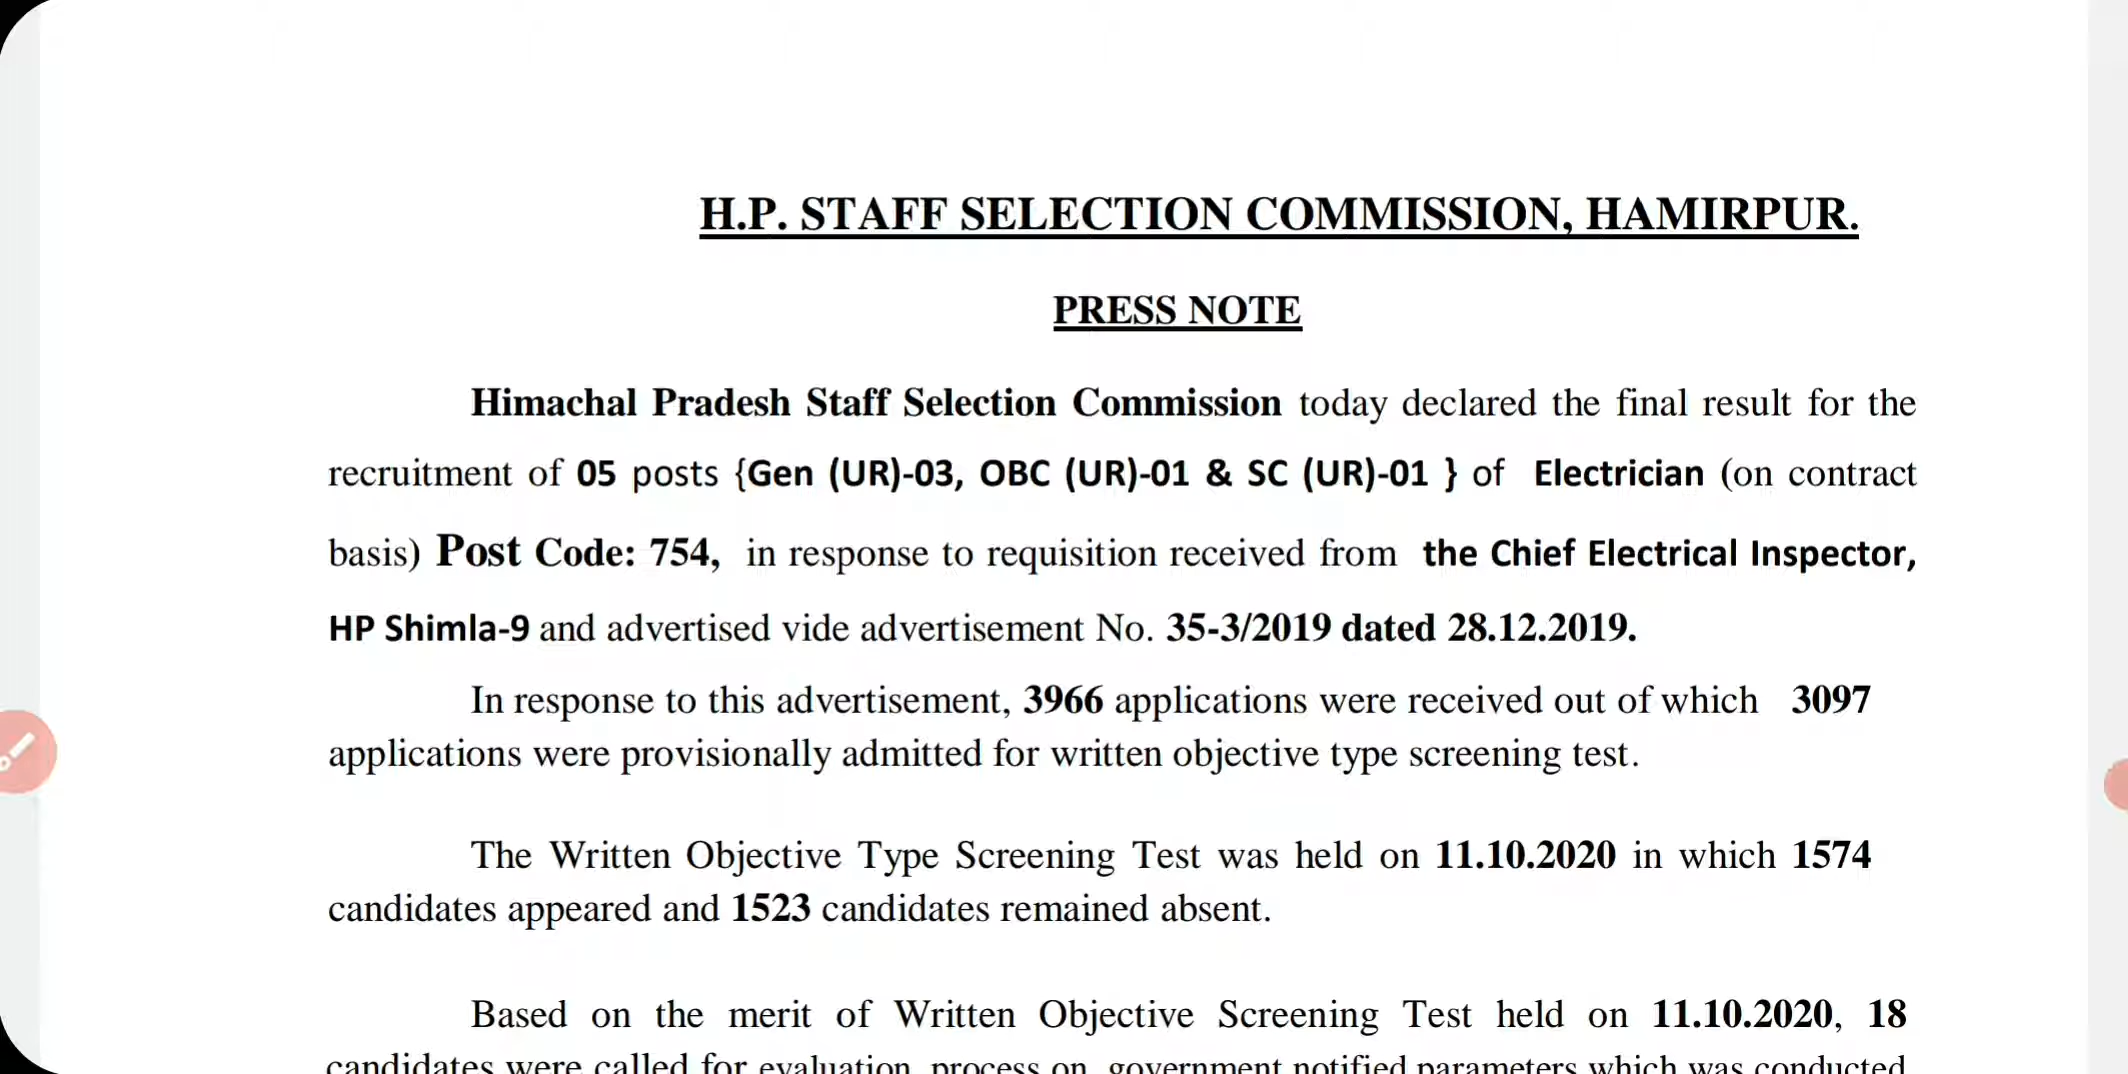 H.P. STAFF SELECTION COMMISSION, HAMIRPUR.
PRESS NOTE
Himachal Pradesh Staff Selection Commission today declared the final result for the
recruitment of 05 posts {Gen (UR)-03, OBC (UR)-01 & SC (UR)-01 } of Electrician (on contract
basis) Post Code: 754, in response to requisition received from the Chief Electrical Inspector,
HP Shimla-9 and advertised vide advertisement No. 35-3/2019 dated 28.12.2019.
In response to this advertisement, 3966 applications were received out of which 3097
applications were provisionally admitted for written objective type screening test.
The Written Objective Type Screening Test was held on 11.10.2020 in which 1574
candidates appeared and 1523 candidates remained absent.
Based on the merit of Written Objective Screening Test held on 11.10.2020, 18
candidates were called for evaluation process on government notified parameters which was conducted